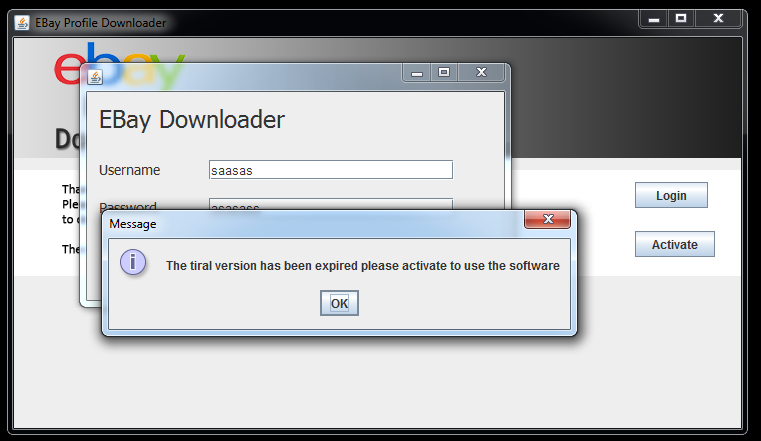 EBay Profile Downloader
ebay
Do
EBay Downloader
Username saasas
Password asasass
Tha
Ple
to
The
Login
Activate
Message
The tiral version has been expired please activate to use the software
OK